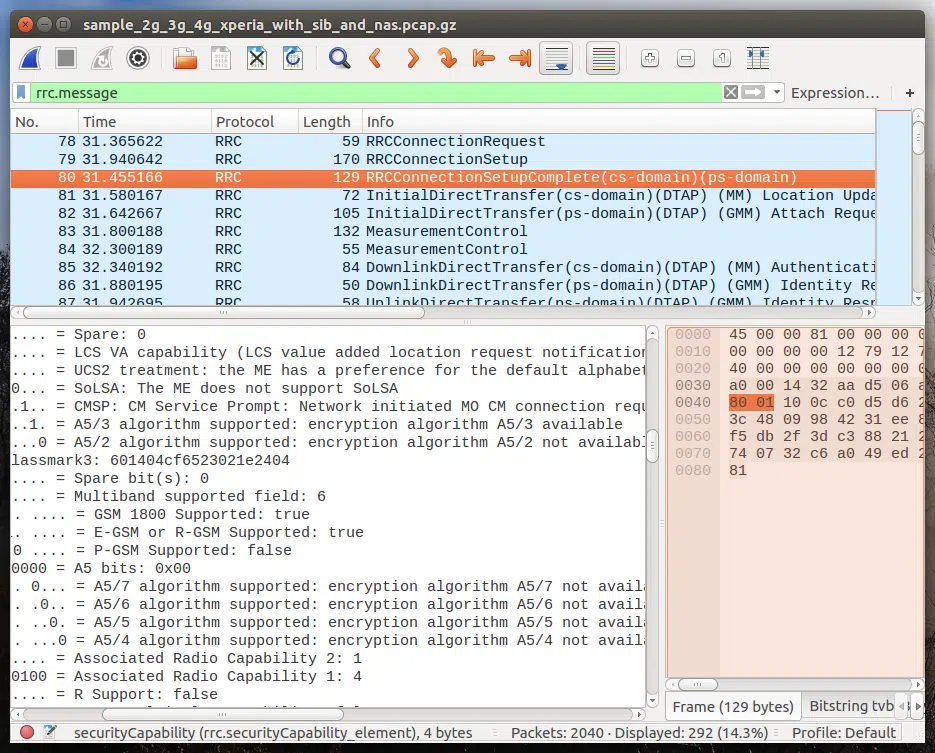 sample_2g_3g_4g_xperia_with_sib_and_nas.pcap.gz
rrc.message
Expression…
+
No. Time Protocol Length Info
78 31.365622 RRC 59 RRCConnectionRequest
79 31.940642 RRC 170 RRCConnectionSetup
80 31.455166 RRC 129 RRCConnectionSetupComplete(cs-domain)(ps-domain)
81 31.580167 RRC 72 InitialDirectTransfer(cs-domain)(DTAP) (MM) Location Upda
82 31.642667 RRC 105 InitialDirectTransfer(ps-domain)(DTAP) (GMM) Attach Reque
83 31.800188 RRC 132 MeasurementControl
84 32.300189 RRC 55 MeasurementControl
85 32.340192 RRC 84 DownlinkDirectTransfer(cs-domain)(DTAP) (MM) Authenticati
86 31.880195 RRC 50 DownlinkDirectTransfer(ps-domain)(DTAP) (GMM) Identity Re
87 31.942695 RRC 58 UplinkDirectTransfer(ps-domain)(DTAP) (GMM) Identity Resp
.... = Spare: 0
.... = LCS VA capability (LCS value added location request notification
.... = UCS2 treatment: the ME has a preference for the default alphabet
0... = SoLSA: The ME does not support SoLSA
.1.. = CMSP: CM Service Prompt: Network initiated MO CM connection requ
..1. = A5/3 algorithm supported: encryption algorithm A5/3 available
...0 = A5/2 algorithm supported: encryption algorithm A5/2 not availabl
lassmark3: 601404cf6523021e2404
.... = Spare bit(s): 0
.... = Multiband supported field: 6
. .... = GSM 1800 Supported: true
.. .... = E-GSM or R-GSM Supported: true
0 .... = P-GSM Supported: false
0000 = A5 bits: 0x00
. 0... = A5/7 algorithm supported: encryption algorithm A5/7 not availa
. .0.. = A5/6 algorithm supported: encryption algorithm A5/6 not availa
. ..0. = A5/5 algorithm supported: encryption algorithm A5/5 not availa
. ...0 = A5/4 algorithm supported: encryption algorithm A5/4 not availa
.... = Associated Radio Capability 2: 1
0100 = Associated Radio Capability 1: 4
.... = R Support: false
0000 45 00 00 81 00 00 00 0
0010 00 00 00 00 12 79 12 7
0020 40 00 00 00 00 00 00 0
0030 a0 00 14 32 aa d5 06 a
0040 80 01 10 0c c0 d5 d6 2
0050 3c 48 09 98 42 31 ee 8
0060 f5 db 2f 3d c3 88 21 2
0070 74 07 32 c6 a0 49 ed 2
0080 81
Frame (129 bytes) Bitstring tvb
securityCapability (rrc.securityCapability_element), 4 bytes Packets: 2040 · Displayed: 292 (14.3%) Profile: Default